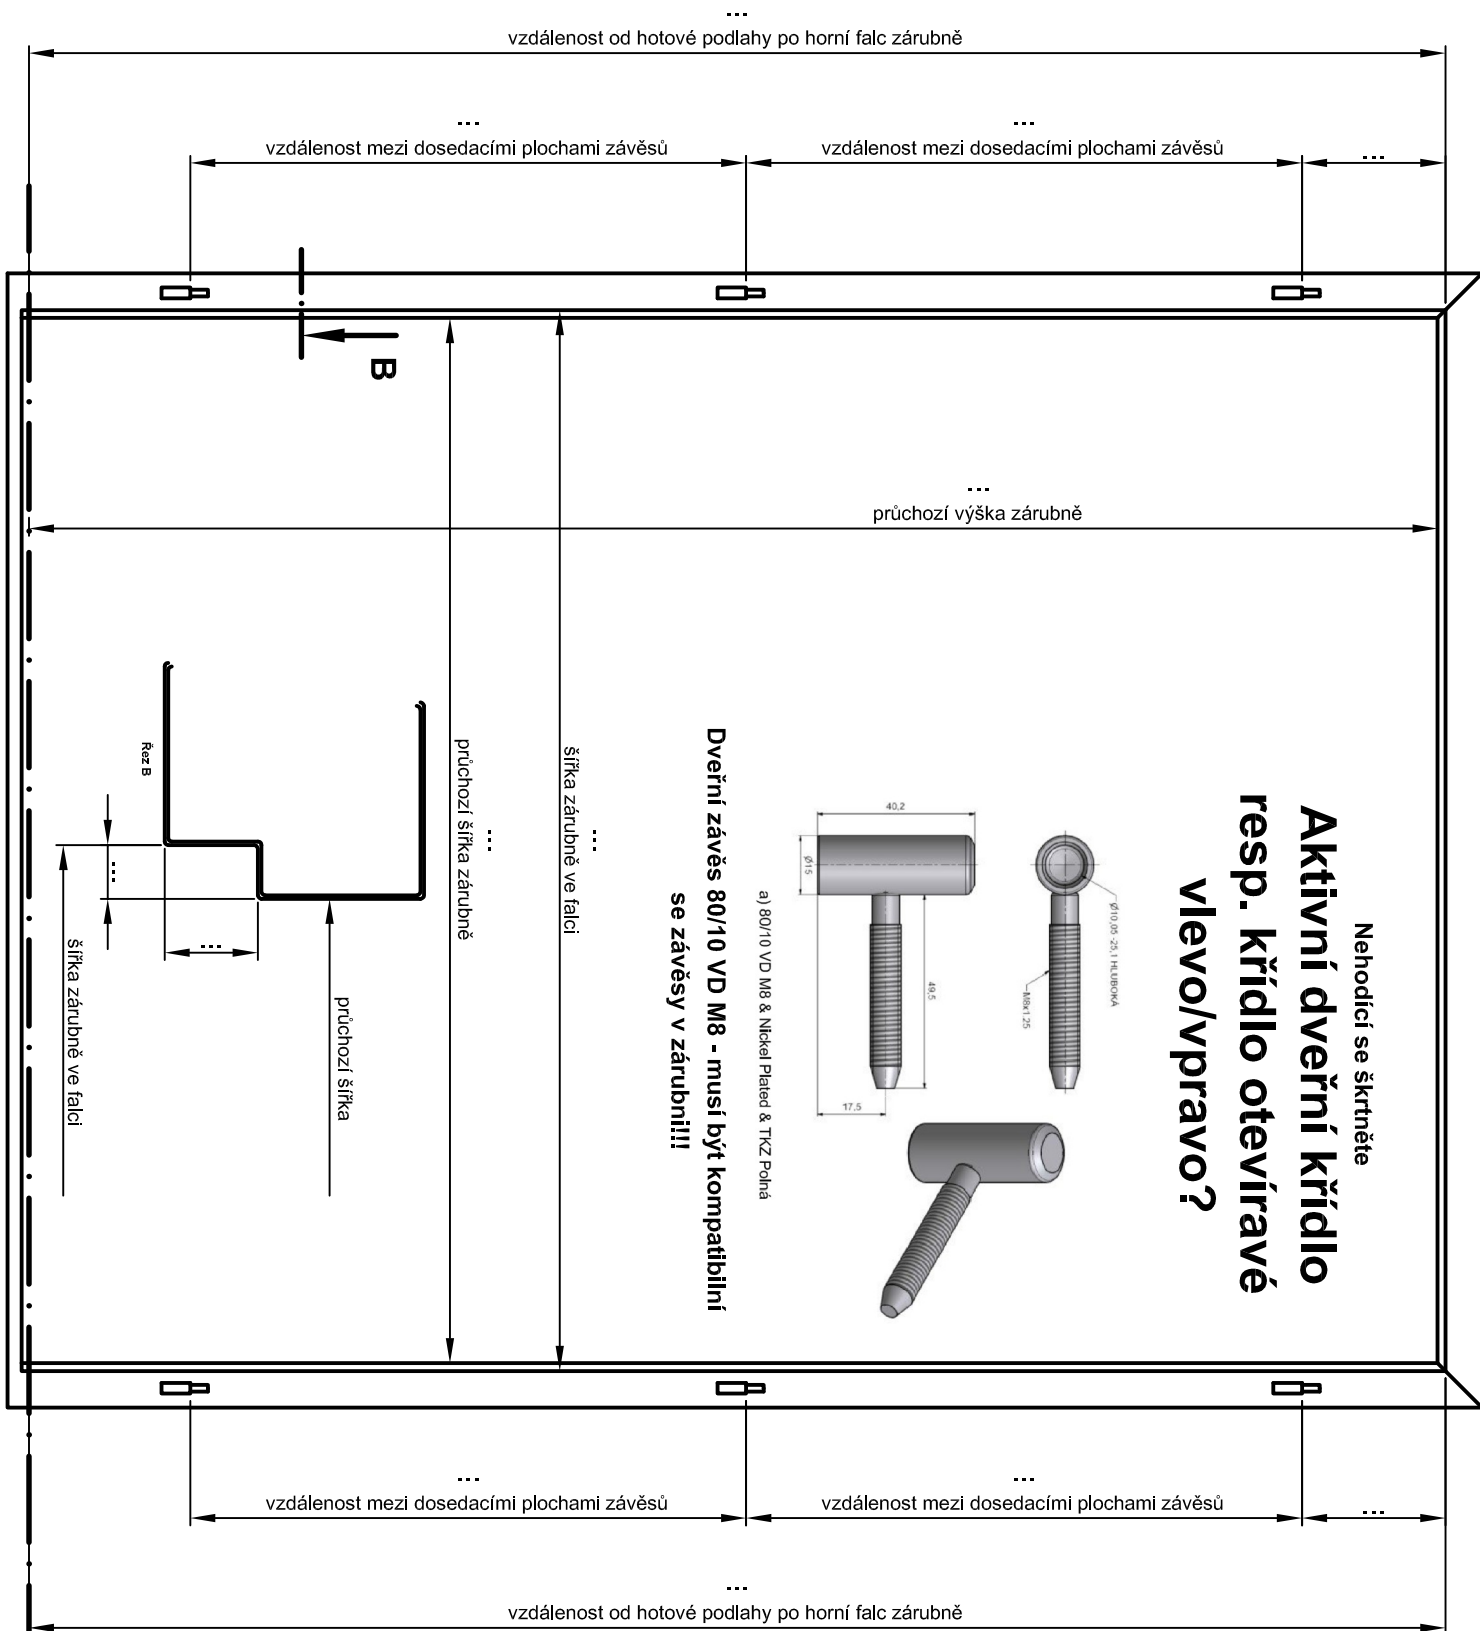 ...
vzdálenost od hotové podlahy po horní falc zárubně
...
vzdálenost mezi dosedacími plochami závěsů
...
vzdálenost mezi dosedacími plochami závěsů
...
B
...
průchozí výška zárubně
Nehodící se škrtněte
Aktivní dveřní křídlo
resp. křídlo otevíravé
vlevo/vpravo?
Ø10,05 -25,1 HLUBOKÁ
M8x1.25
40,2
Ø15
49,5
17,5
a) 80/10 VD M8 & Nickel Plated & TKZ Polná
Dveřní závěs 80/10 VD M8 - musí být kompatibilní
se závěsy v zárubni!!!
...
šířka zárubně ve falci
...
průchozí šířka zárubně
průchozí šířka
...
Řez B
...
šířka zárubně ve falci
...
vzdálenost mezi dosedacími plochami závěsů
...
vzdálenost mezi dosedacími plochami závěsů
...
...
vzdálenost od hotové podlahy po horní falc zárubně